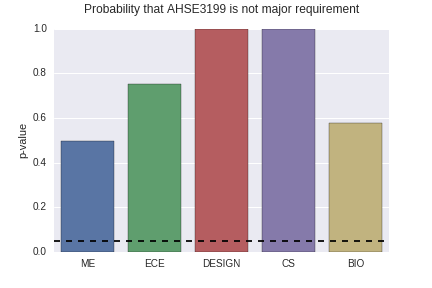 Probability that AHSE3199 is not major requirement
1.0
0.8
0.6
0.4
0.2
0.0
p-value
ME ECE DESIGN CS BIO